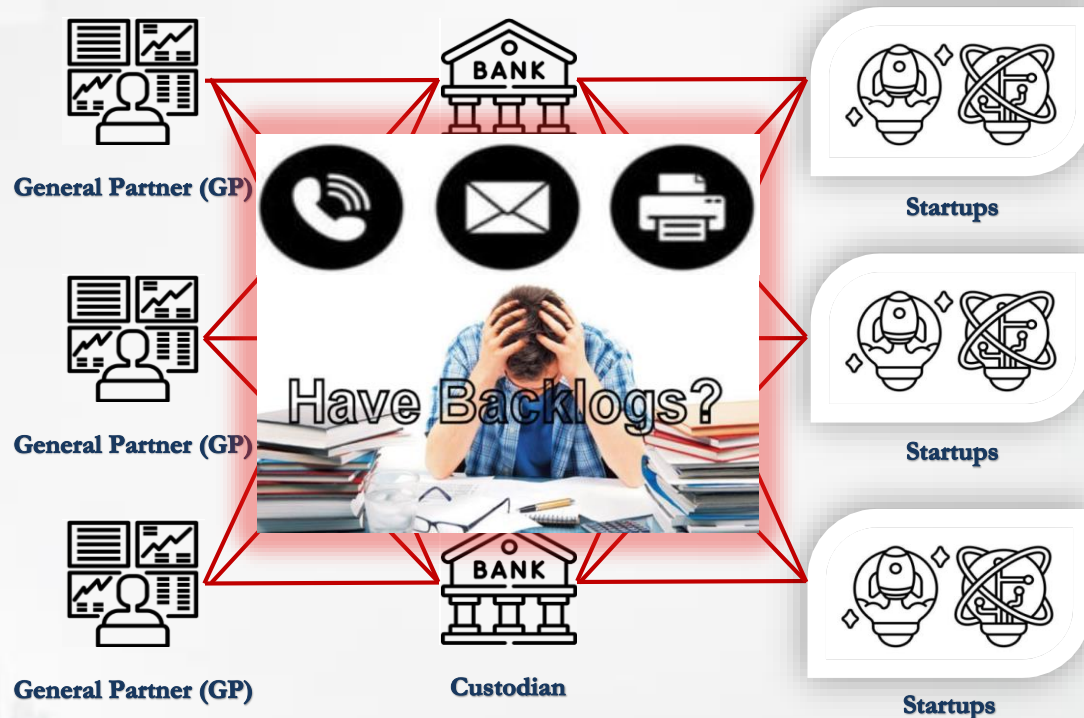 BANK
General Partner (GP)
Startups
Have Backlogs?
General Partner (GP)
Startups
BANK
General Partner (GP)
Custodian
Startups